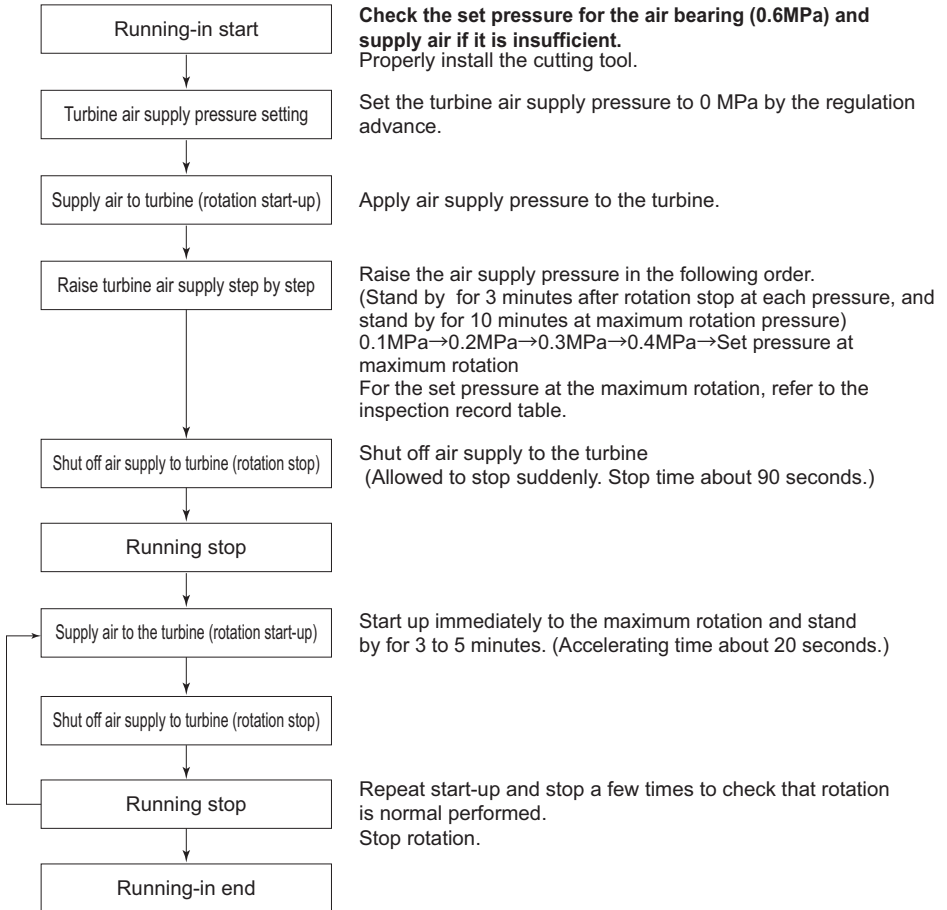 Running-in start
Check the set pressure for the air bearing (0.6MPa) and
supply air if it is insufficient.
Properly install the cutting tool.
Turbine air supply pressure setting
Set the turbine air supply pressure to 0 MPa by the regulation
advance.
Supply air to turbine (rotation start-up)
Apply air supply pressure to the turbine.
Raise turbine air supply step by step
Raise the air supply pressure in the following order.
(Stand by for 3 minutes after rotation stop at each pressure, and
stand by for 10 minutes at maximum rotation pressure)
0.1MPa→0.2MPa→0.3MPa→0.4MPa→Set pressure at
maximum rotation
For the set pressure at the maximum rotation, refer to the
inspection record table.
Shut off air supply to turbine (rotation stop)
Shut off air supply to the turbine
(Allowed to stop suddenly. Stop time about 90 seconds.)
Running stop
Supply air to the turbine (rotation start-up)
Start up immediately to the maximum rotation and stand
by for 3 to 5 minutes. (Accelerating time about 20 seconds.)
Shut off air supply to turbine (rotation stop)
Running stop
Repeat start-up and stop a few times to check that rotation
is normal performed.
Stop rotation.
Running-in end